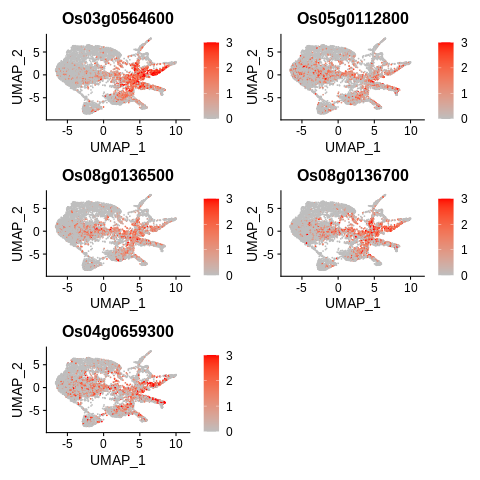 Os03g0564600 Os05g0112800
5 3 5 3
0 2 0 2
-5 1 -5 1
0 0
-5 0 5 10 -5 0 5 10
UMAP_2 UMAP_2
UMAP_1 UMAP_1
Os08g0136500 Os08g0136700
5 3 5 3
0 2 0 2
-5 1 -5 1
0 0
-5 0 5 10 -5 0 5 10
UMAP_2 UMAP_2
UMAP_1 UMAP_1
Os04g0659300
5 3
0 2
-5 1
0
-5 0 5 10
UMAP_2
UMAP_1